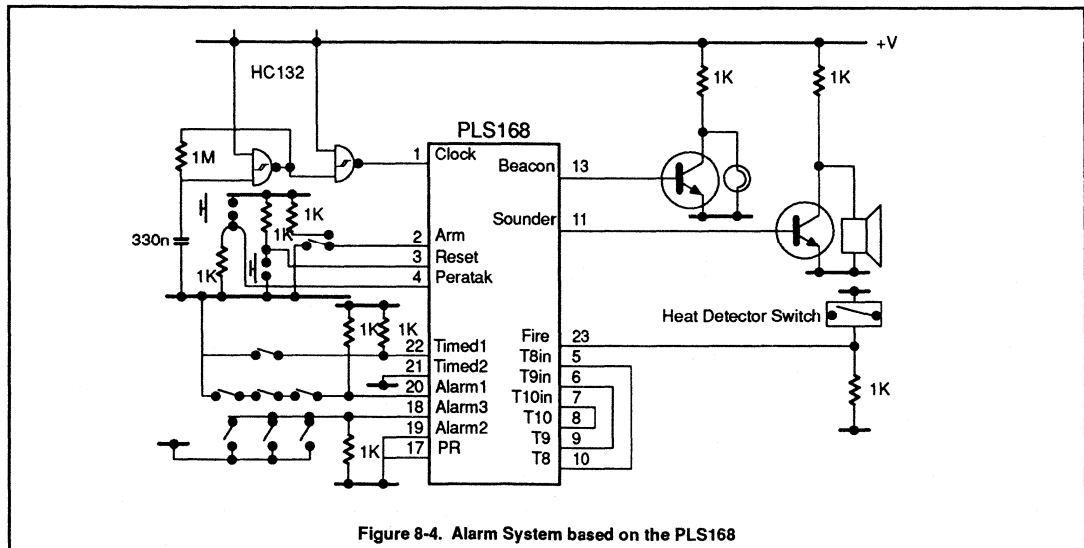 +V
HC132
1K
1K
PLS168
1M
1
Clock
Beacon
13
Sounder
11
1K
1K
330n
2
Arm
3
Reset
4
Peratak
1K
Heat Detector Switch
1K
1K
22
Timed1
21
Timed2
20
Alarm1
18
Alarm3
19
Alarm2
17
PR
1K
Fire
23
T8in
5
T9in
6
T10in
7
T10
8
T9
9
T8
10
1K
Figure 8-4. Alarm System based on the PLS168